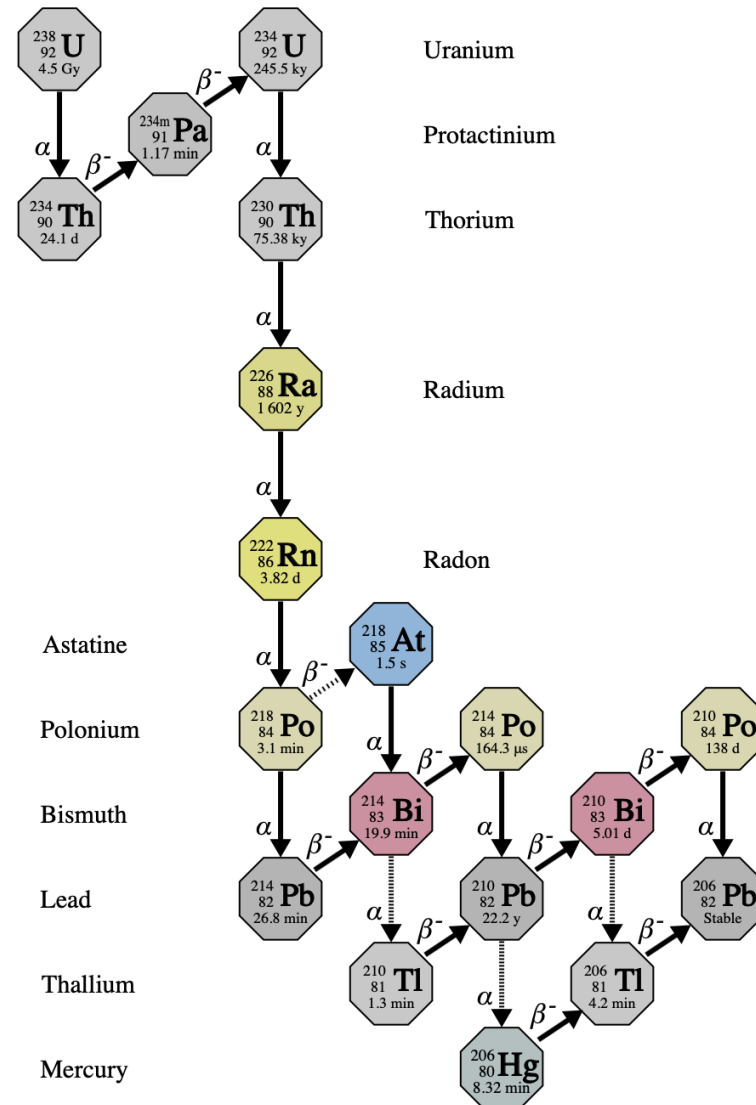 238
92 U
4.5 Gy
234
92 U
245.5 ky
Uranium
β⁻
234m
91 Pa
1.17 min
Protactinium
α
β⁻
α
234
90 Th
24.1 d
230
90 Th
75.38 ky
Thorium
α
226
88 Ra
1 602 y
Radium
α
222
86 Rn
3.82 d
Radon
Astatine
218
85 At
1.5 s
α
β⁻
Polonium
218
84 Po
3.1 min
214
84 Po
164.3 µs
210
84 Po
138 d
α
β⁻
β⁻
Bismuth
214
83 Bi
19.9 min
210
83 Bi
5.01 d
α
β⁻
α
β⁻
α
Lead
214
82 Pb
26.8 min
210
82 Pb
22.2 y
206
82 Pb
Stable
α
β⁻
α
β⁻
Thallium
210
81 Tl
1.3 min
206
81 Tl
4.2 min
α
β⁻
Mercury
206
80 Hg
8.32 min